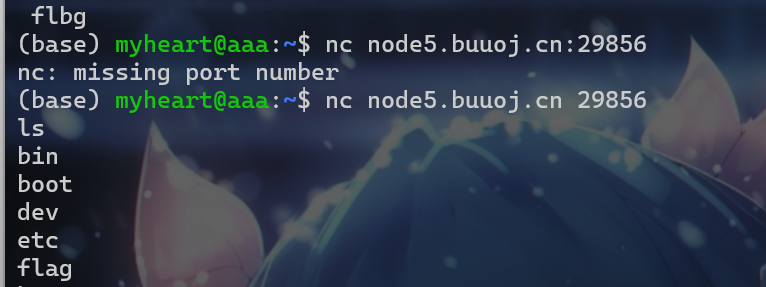 flbg
(base) myheart@aaa:~$ nc node5.buuoj.cn:29856
nc: missing port number
(base) myheart@aaa:~$ nc node5.buuoj.cn 29856
ls
bin
boot
dev
etc
flag